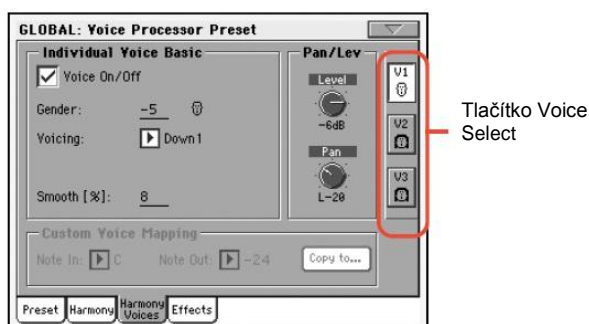 GLOBAL: Voice Processor Preset
Individual Voice Basic
Voice On/Off
Gender: -5
Voicing: Down1
Smooth [%]: 8
Pan/Lev
Level
-6dB
Pan
L-20
V1
V2
V3
Tlačítko Voice
Select
Custom Voice Mapping
Note In: C Note Out: -24
Copy to...
Preset Harmony Harmony Voices Effects